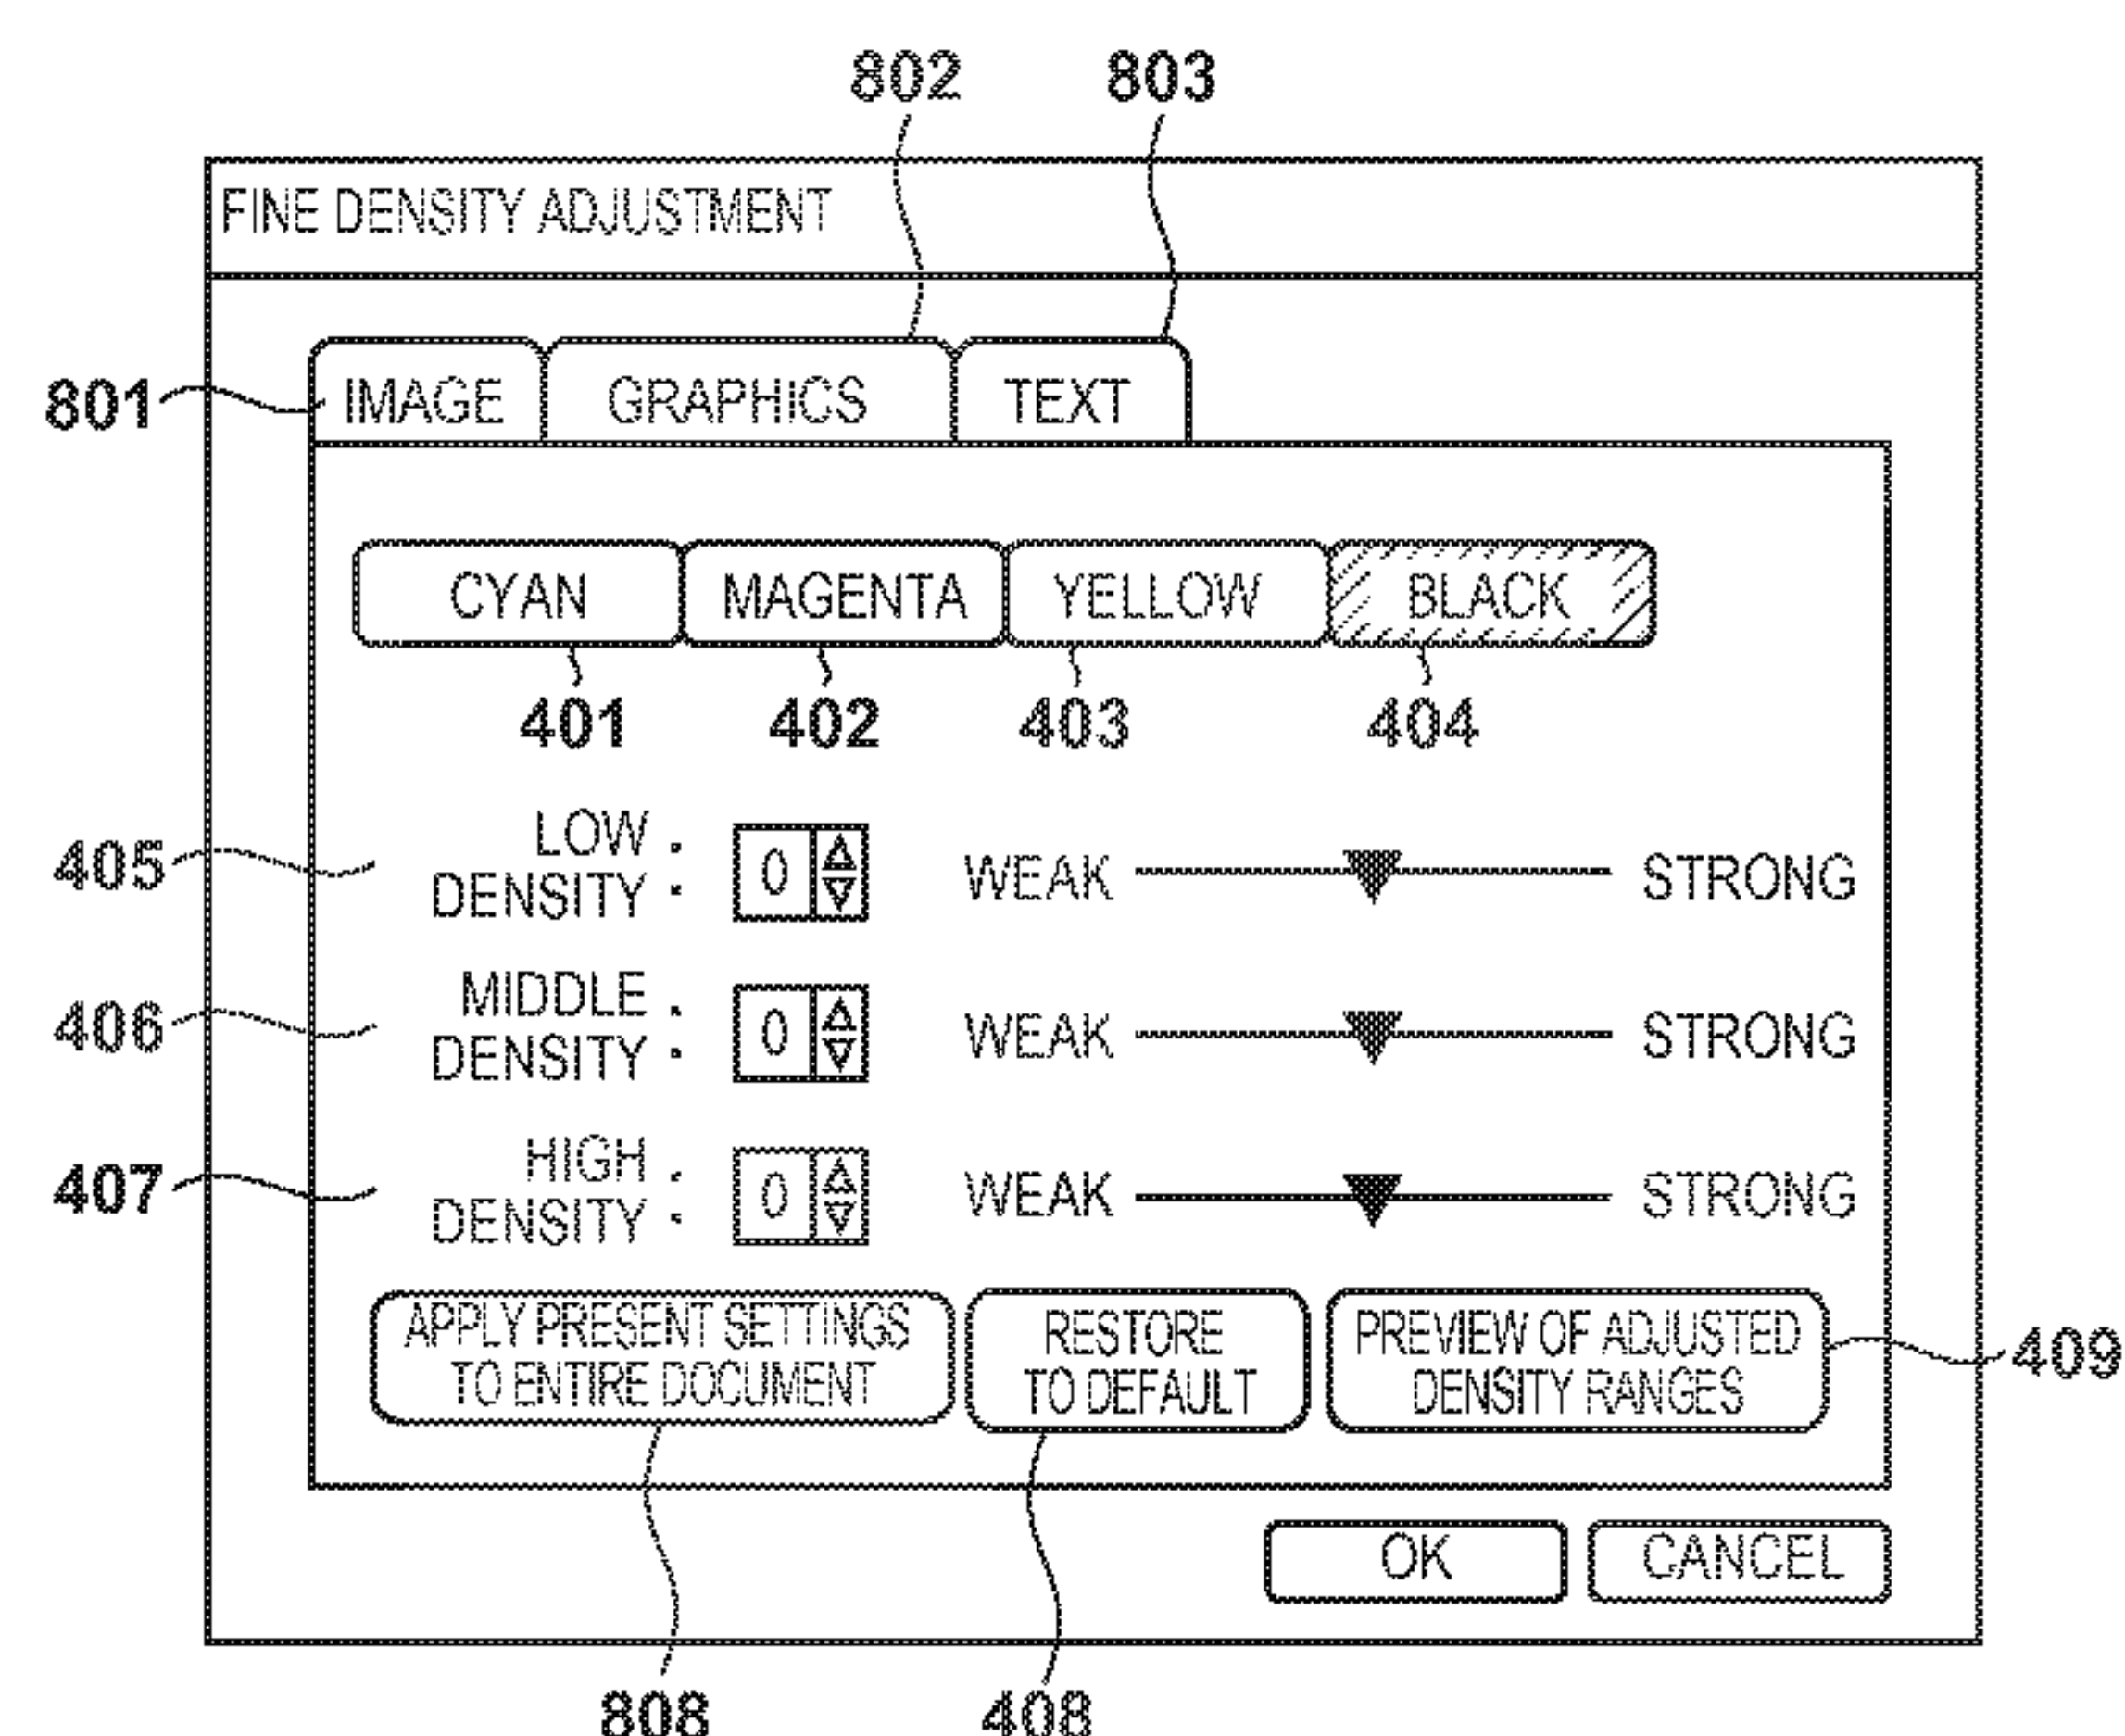 802 803
FINE DENSITY ADJUSTMENT
801 IMAGE GRAPHICS TEXT
CYAN MAGENTA YELLOW BLACK
401 402 403 404
405 LOW DENSITY : 0 WEAK STRONG
406 MIDDLE DENSITY : 0 WEAK STRONG
407 HIGH DENSITY : 0 WEAK STRONG
APPLY PRESENT SETTINGS
TO ENTIRE DOCUMENT
RESTORE
TO DEFAULT
PREVIEW OF ADJUSTED
DENSITY RANGES
409
OK CANCEL
808 408